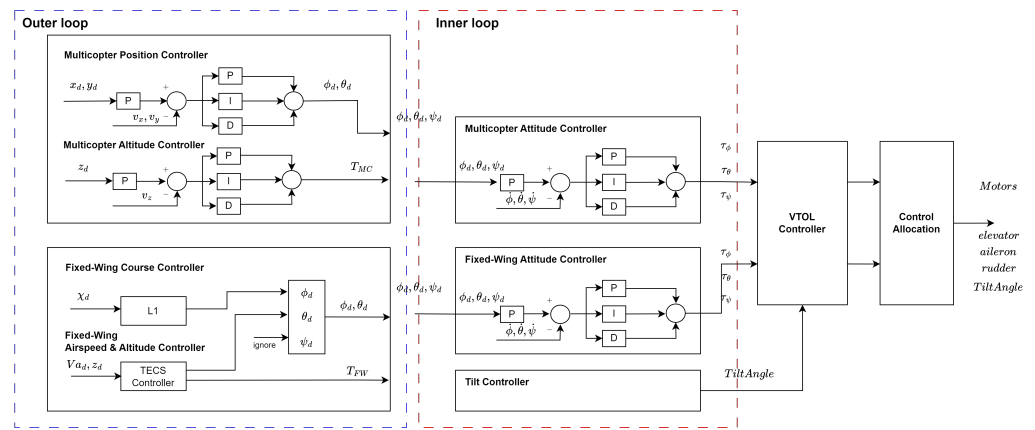 Outer loop
Multicopter Position Controller
x_d, y_d
P
+
v_x, v_y
−
P
I
D
ϕ_d, θ_d
Multicopter Altitude Controller
z_d
P
+
v_z
−
P
I
D
T_{MC}
Fixed-Wing Course Controller
χ_d
L1
Fixed-Wing
Airspeed & Altitude Controller
Va_d, z_d
TECS
Controller
ϕ_d
θ_d
ψ_d
ignore
ϕ_d, θ_d
T_{FW}
Inner loop
ϕ_d, θ_d, ψ_d
Multicopter Attitude Controller
ϕ_d, θ_d, ψ_d
P
ϕ̇, θ̇, ψ̇
+
−
P
I
D
τ_ϕ
τ_θ
τ_ψ
ϕ_d, θ_d, ψ_d
Fixed-Wing Attitude Controller
ϕ_d, θ_d, ψ_d
P
ϕ̇, θ̇, ψ̇
+
−
P
I
D
τ_ϕ
τ_θ
τ_ψ
Tilt Controller
TiltAngle
VTOL
Controller
Control
Allocation
Motors
elevator
aileron
rudder
TiltAngle